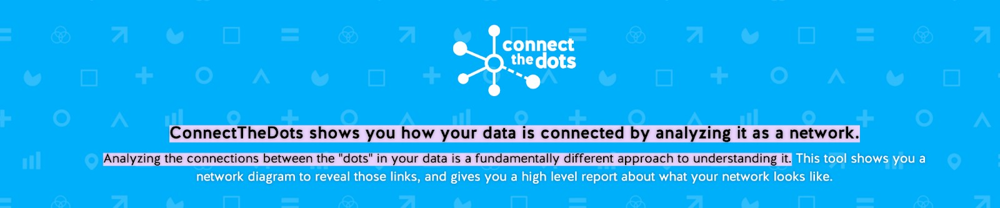 connect
the dots
ConnectTheDots shows you how your data is connected by analyzing it as a network.
Analyzing the connections between the "dots" in your data is a fundamentally different approach to understanding it. This tool shows you a
network diagram to reveal those links, and gives you a high level report about what your network looks like.